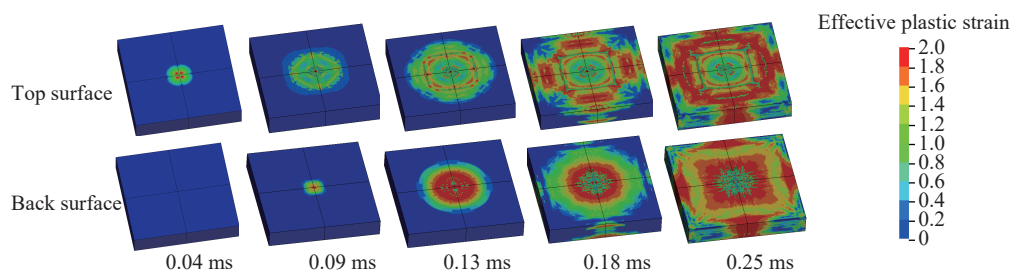 Effective plastic strain
Top surface
2.0
1.8
1.6
1.4
1.2
1.0
0.8
0.6
0.4
0.2
0
Back surface
0.04 ms
0.09 ms
0.13 ms
0.18 ms
0.25 ms